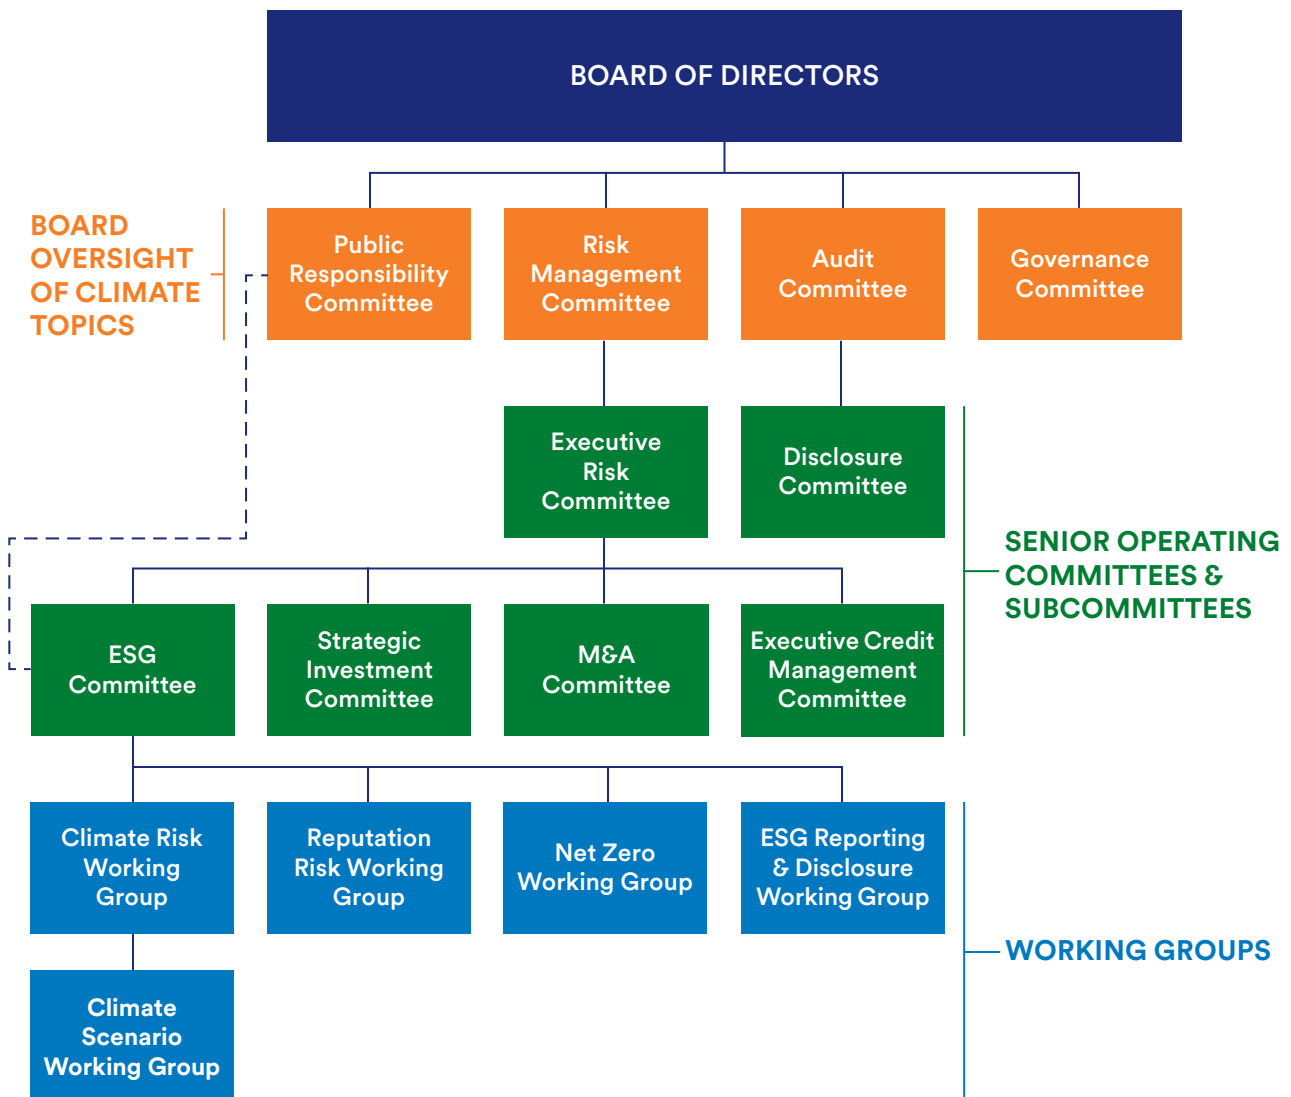 BOARD OF DIRECTORS
BOARD
OVERSIGHT
OF CLIMATE
TOPICS
Public
Responsibility
Committee
Risk
Management
Committee
Audit
Committee
Governance
Committee
Executive
Risk
Committee
Disclosure
Committee
SENIOR OPERATING
COMMITTEES &
SUBCOMMITTEES
ESG
Committee
Strategic
Investment
Committee
M&A
Committee
Executive Credit
Management
Committee
Climate Risk
Working
Group
Reputation
Risk Working
Group
Net Zero
Working Group
ESG Reporting
& Disclosure
Working Group
WORKING GROUPS
Climate
Scenario
Working Group